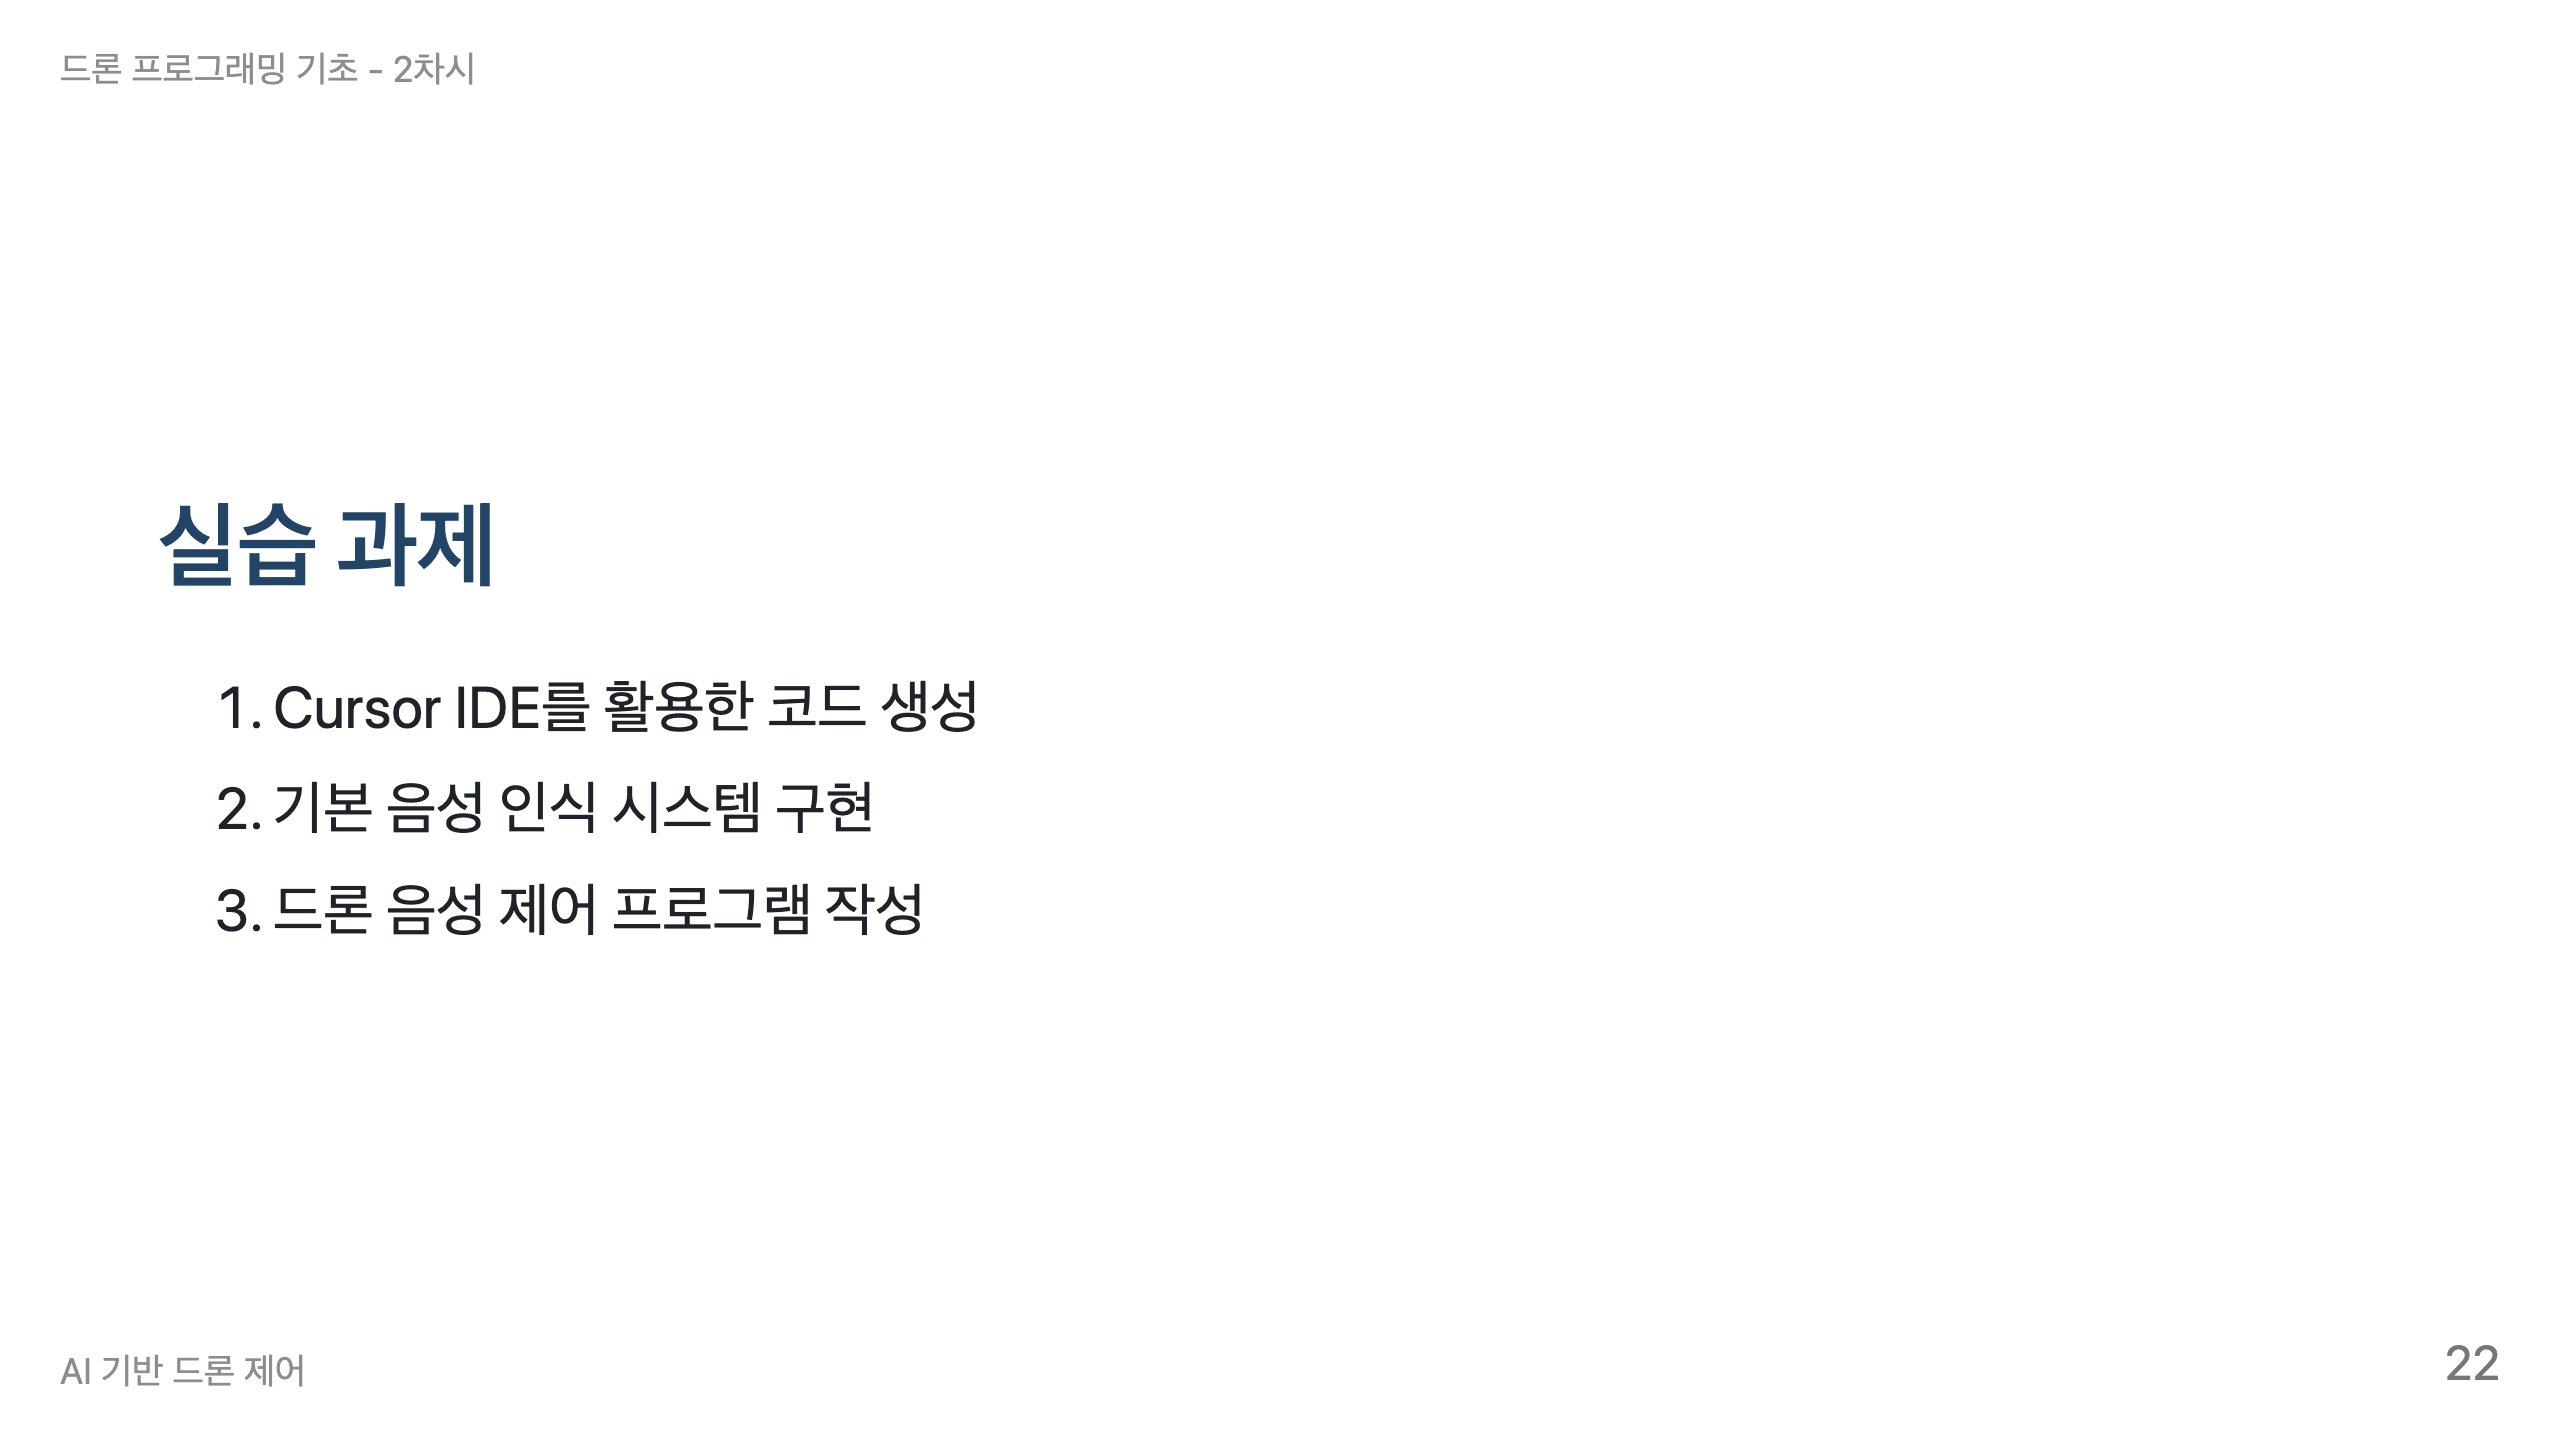 드론 프로그래밍 기초 - 2차시
실습 과제
1. Cursor IDE를 활용한 코드 생성
2. 기본 음성 인식 시스템 구현
3. 드론 음성 제어 프로그램 작성
AI 기반 드론 제어
22